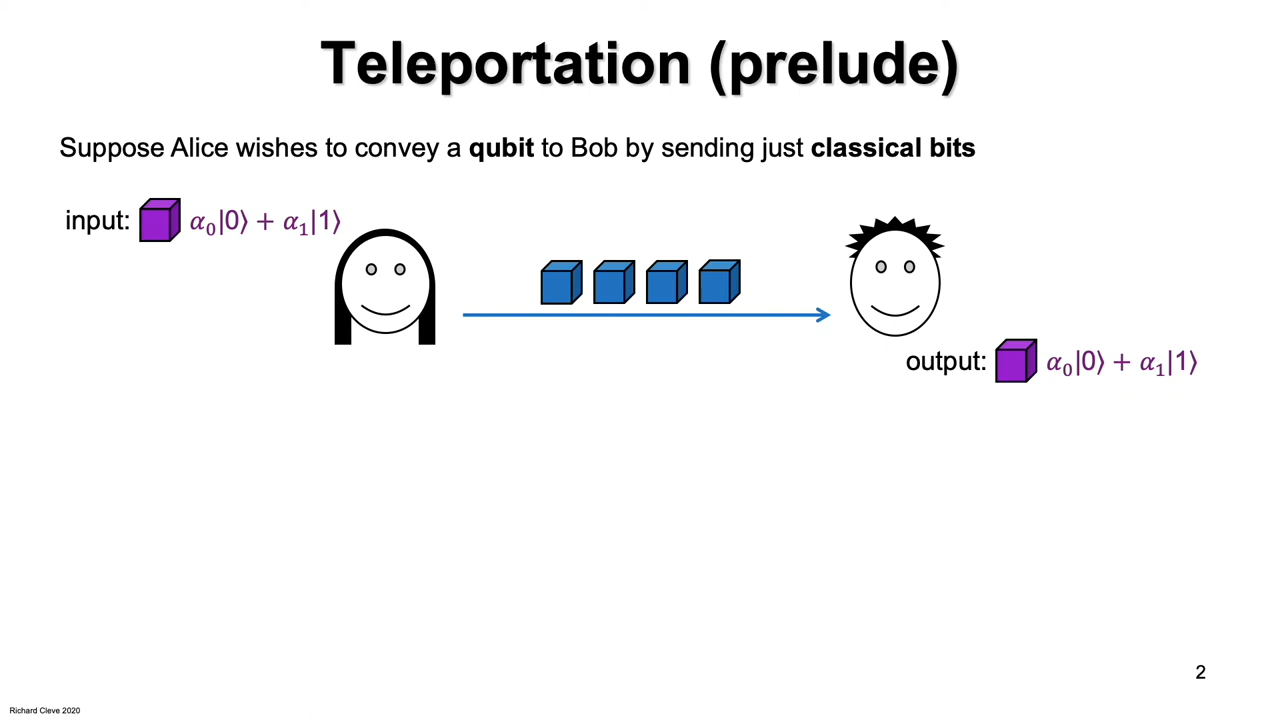 Teleportation (prelude)
Suppose Alice wishes to convey a qubit to Bob by sending just classical bits
input: α₀|0⟩ + α₁|1⟩
output: α₀|0⟩ + α₁|1⟩
2
Richard Cleve 2020